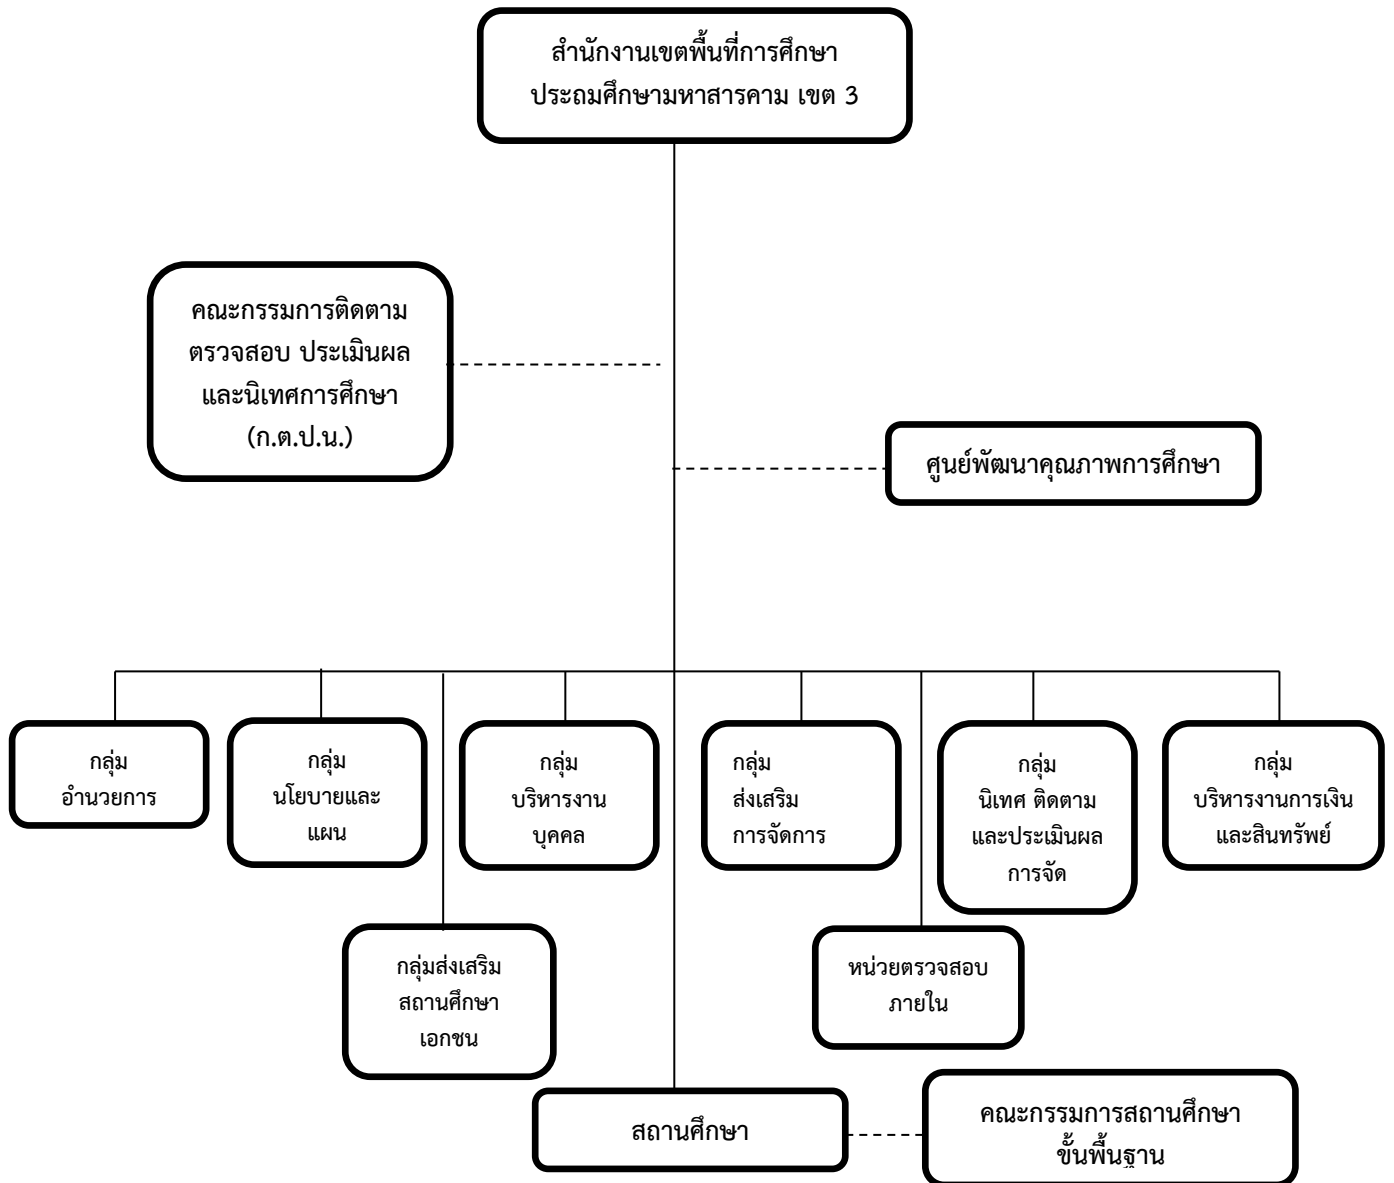 สำนักงานเขตพื้นที่การศึกษา
ประถมศึกษามหาสารคาม เขต 3
คณะกรรมการติดตาม
ตรวจสอบ ประเมินผล
และนิเทศการศึกษา
(ก.ต.ป.น.)
ศูนย์พัฒนาคุณภาพการศึกษา
กลุ่ม
อำนวยการ
กลุ่ม
นโยบายและ
แผน
กลุ่ม
บริหารงาน
บุคคล
กลุ่ม
ส่งเสริม
การจัดการ
กลุ่ม
นิเทศ ติดตาม
และประเมินผล
การจัด
กลุ่ม
บริหารงานการเงิน
และสินทรัพย์
กลุ่มส่งเสริม
สถานศึกษา
เอกชน
หน่วยตรวจสอบ
ภายใน
สถานศึกษา
คณะกรรมการสถานศึกษา
ขั้นพื้นฐาน